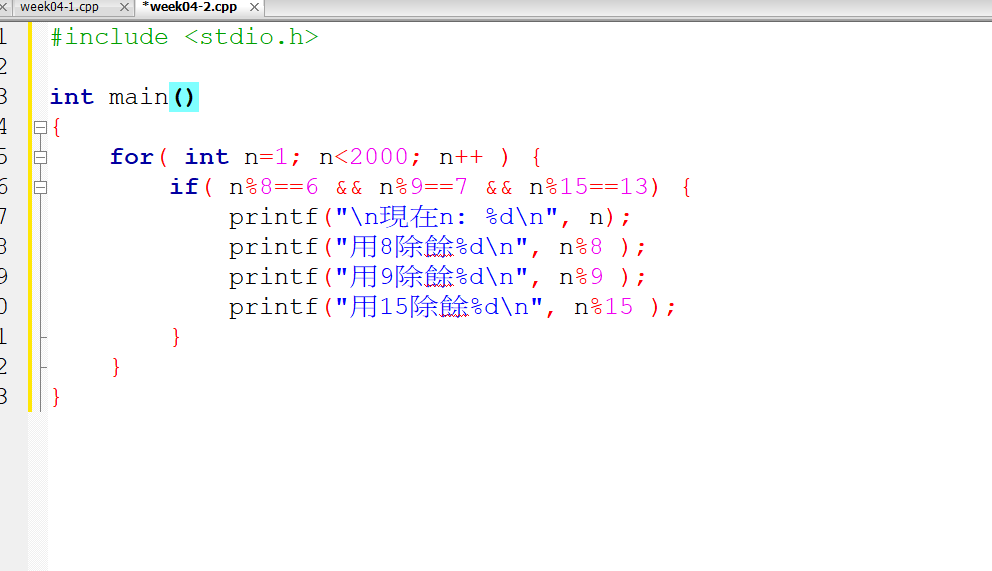 week04-1.cpp *week04-2.cpp
1 #include <stdio.h>
2
3 int main()
4 {
5 for( int n=1; n<2000; n++ ) {
6 if( n%8==6 && n%9==7 && n%15==13) {
7 printf("\n現在n: %d\n", n);
8 printf("用8除餘%d\n", n%8 );
9 printf("用9除餘%d\n", n%9 );
0 printf("用15除餘%d\n", n%15 );
1 }
2 }
3 }